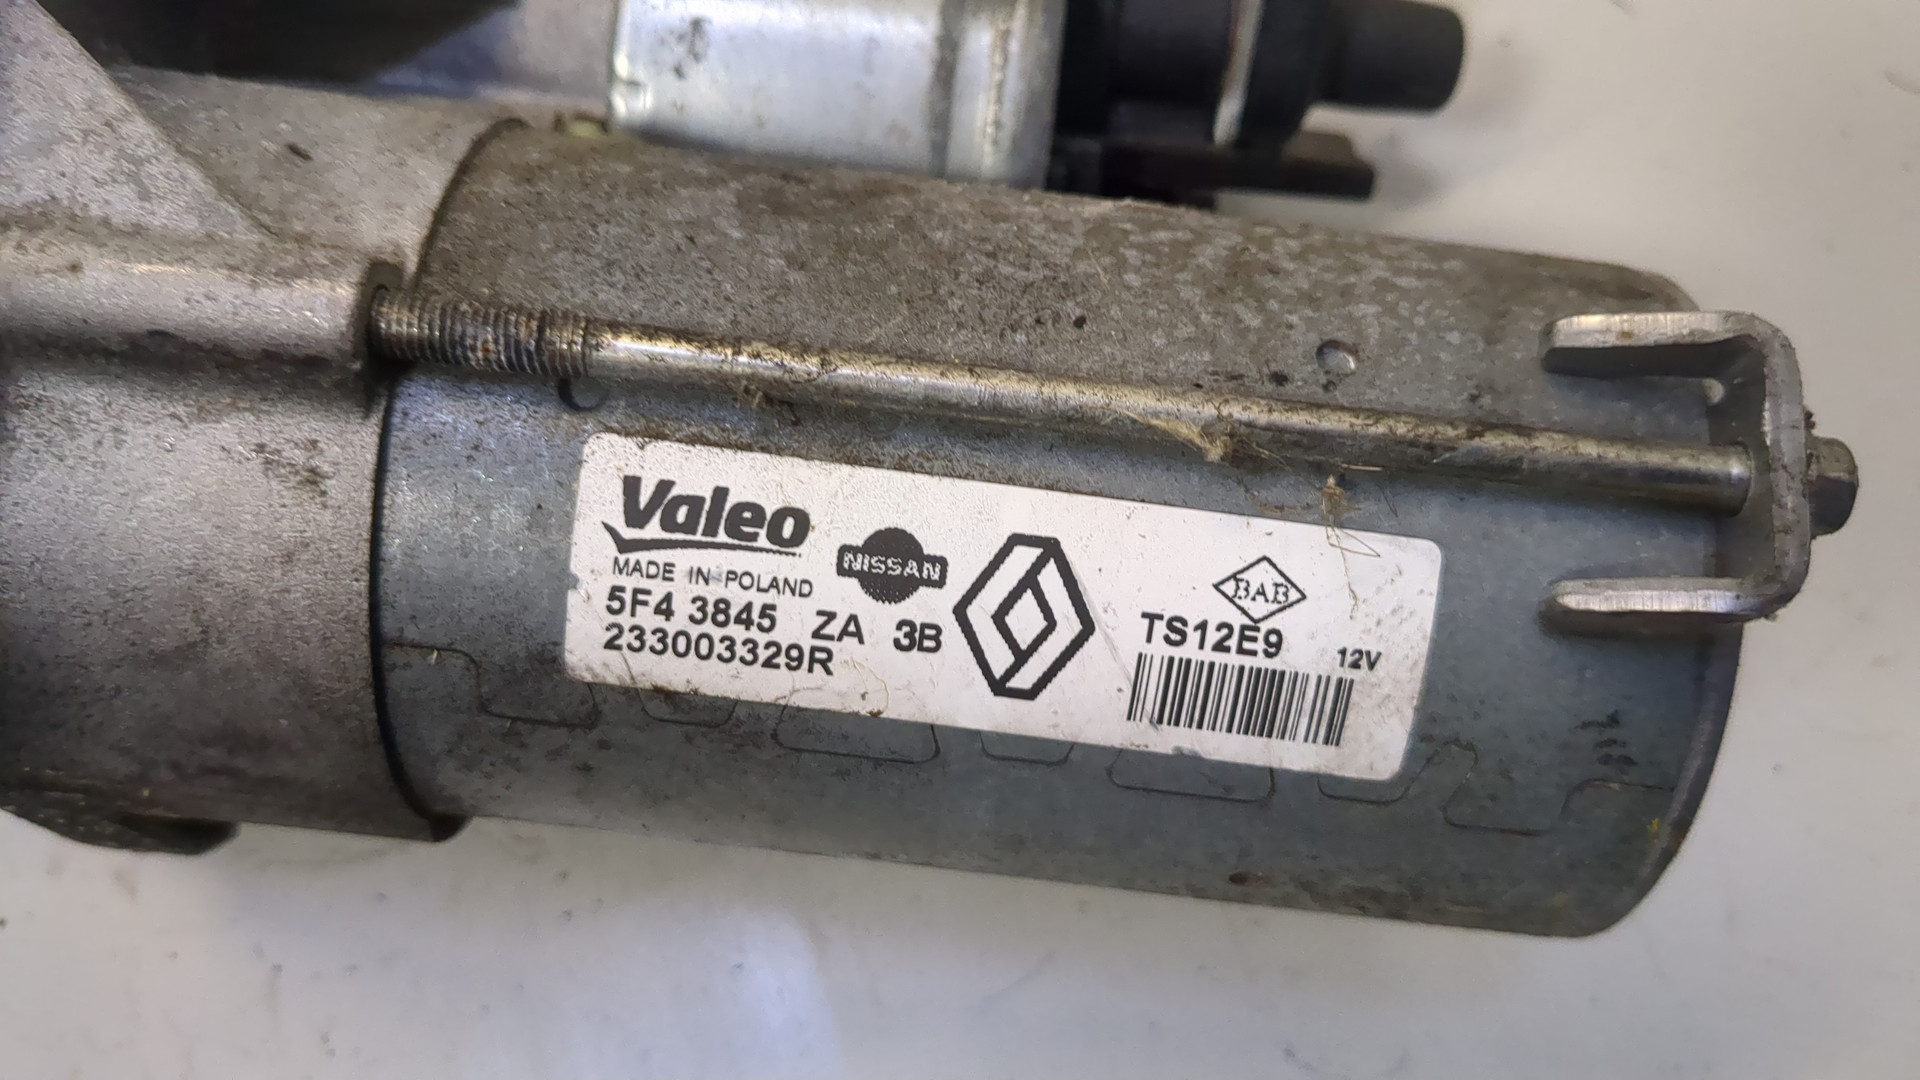 Valeo
MADE IN POLAND
NISSAN
5F4 3845 ZA 3B
233003329R
BAB
TS12E9 12V